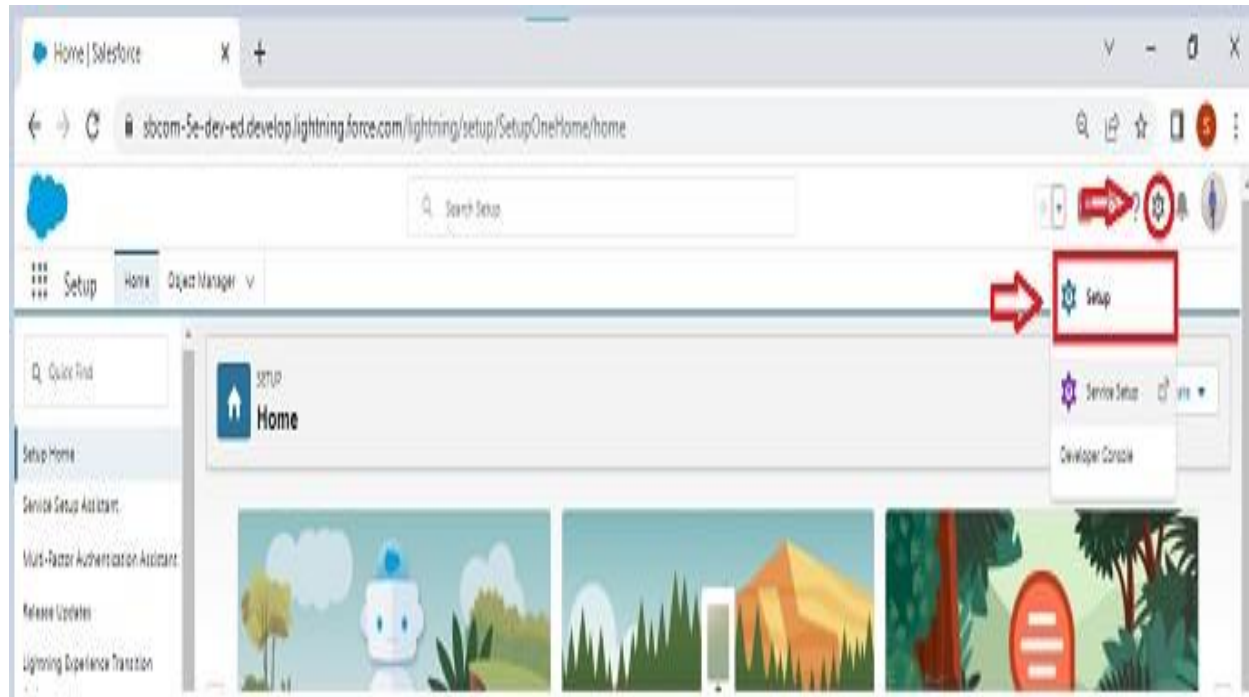 Home | Salesforce
sbcom-5e-dev-ed.develop.lightning.force.com/lightning/setup/SetupOneHome/home
S
Search Setup
?
Setup Home Object Manager
Setup
Quick Find
SETUP
Home
Service Setup
Setup Home
Developer Console
Service Setup Assistant
Multi-Factor Authentication Assistant
Release Updates
Lightning Experience Transition